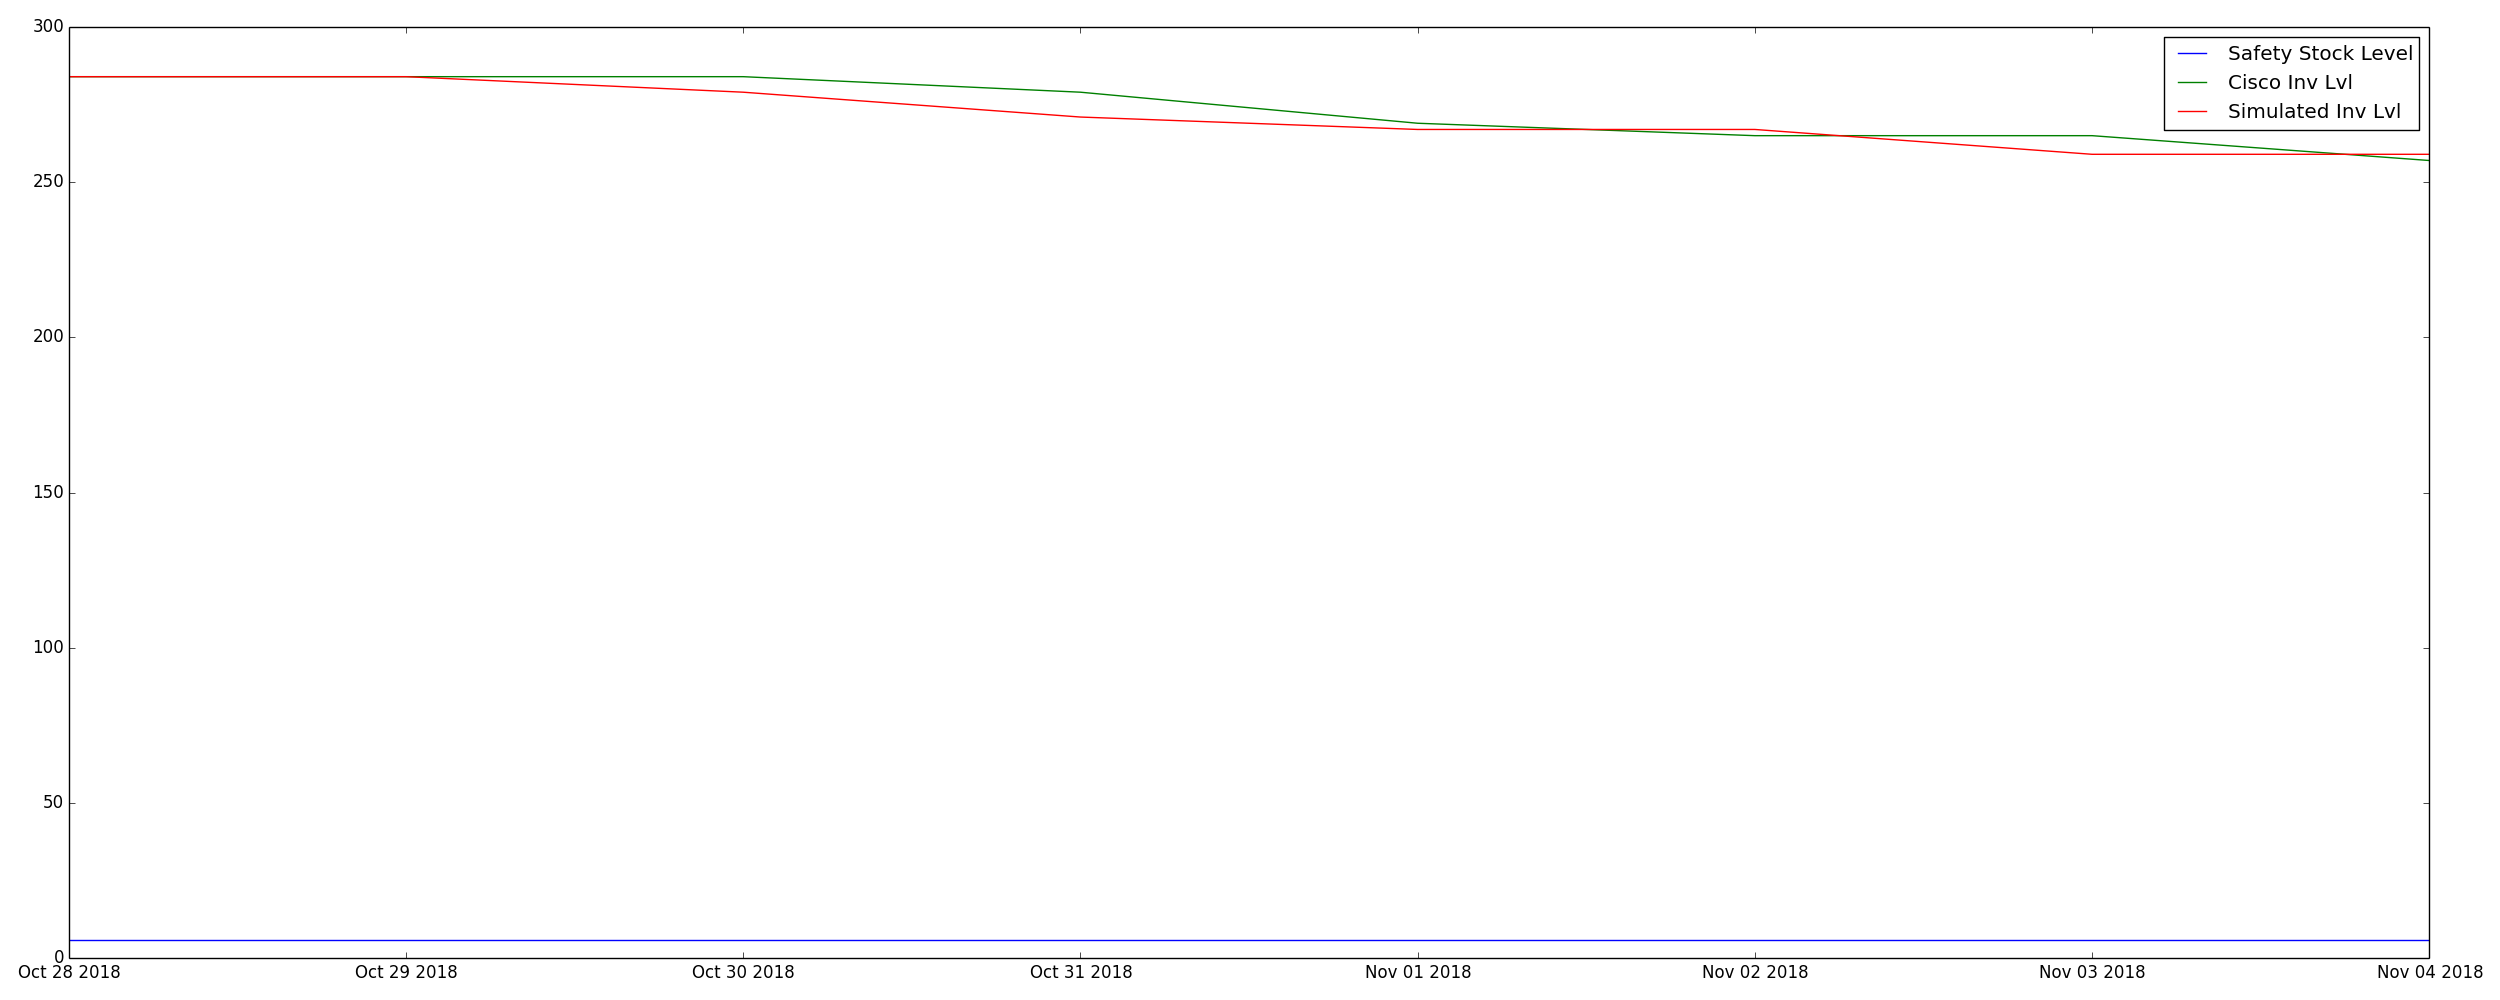 300
250
200
150
100
50
0
Oct 28 2018
Oct 29 2018
Oct 30 2018
Oct 31 2018
Nov 01 2018
Nov 02 2018
Nov 03 2018
Nov 04 2018
Safety Stock Level
Cisco Inv Lvl
Simulated Inv Lvl